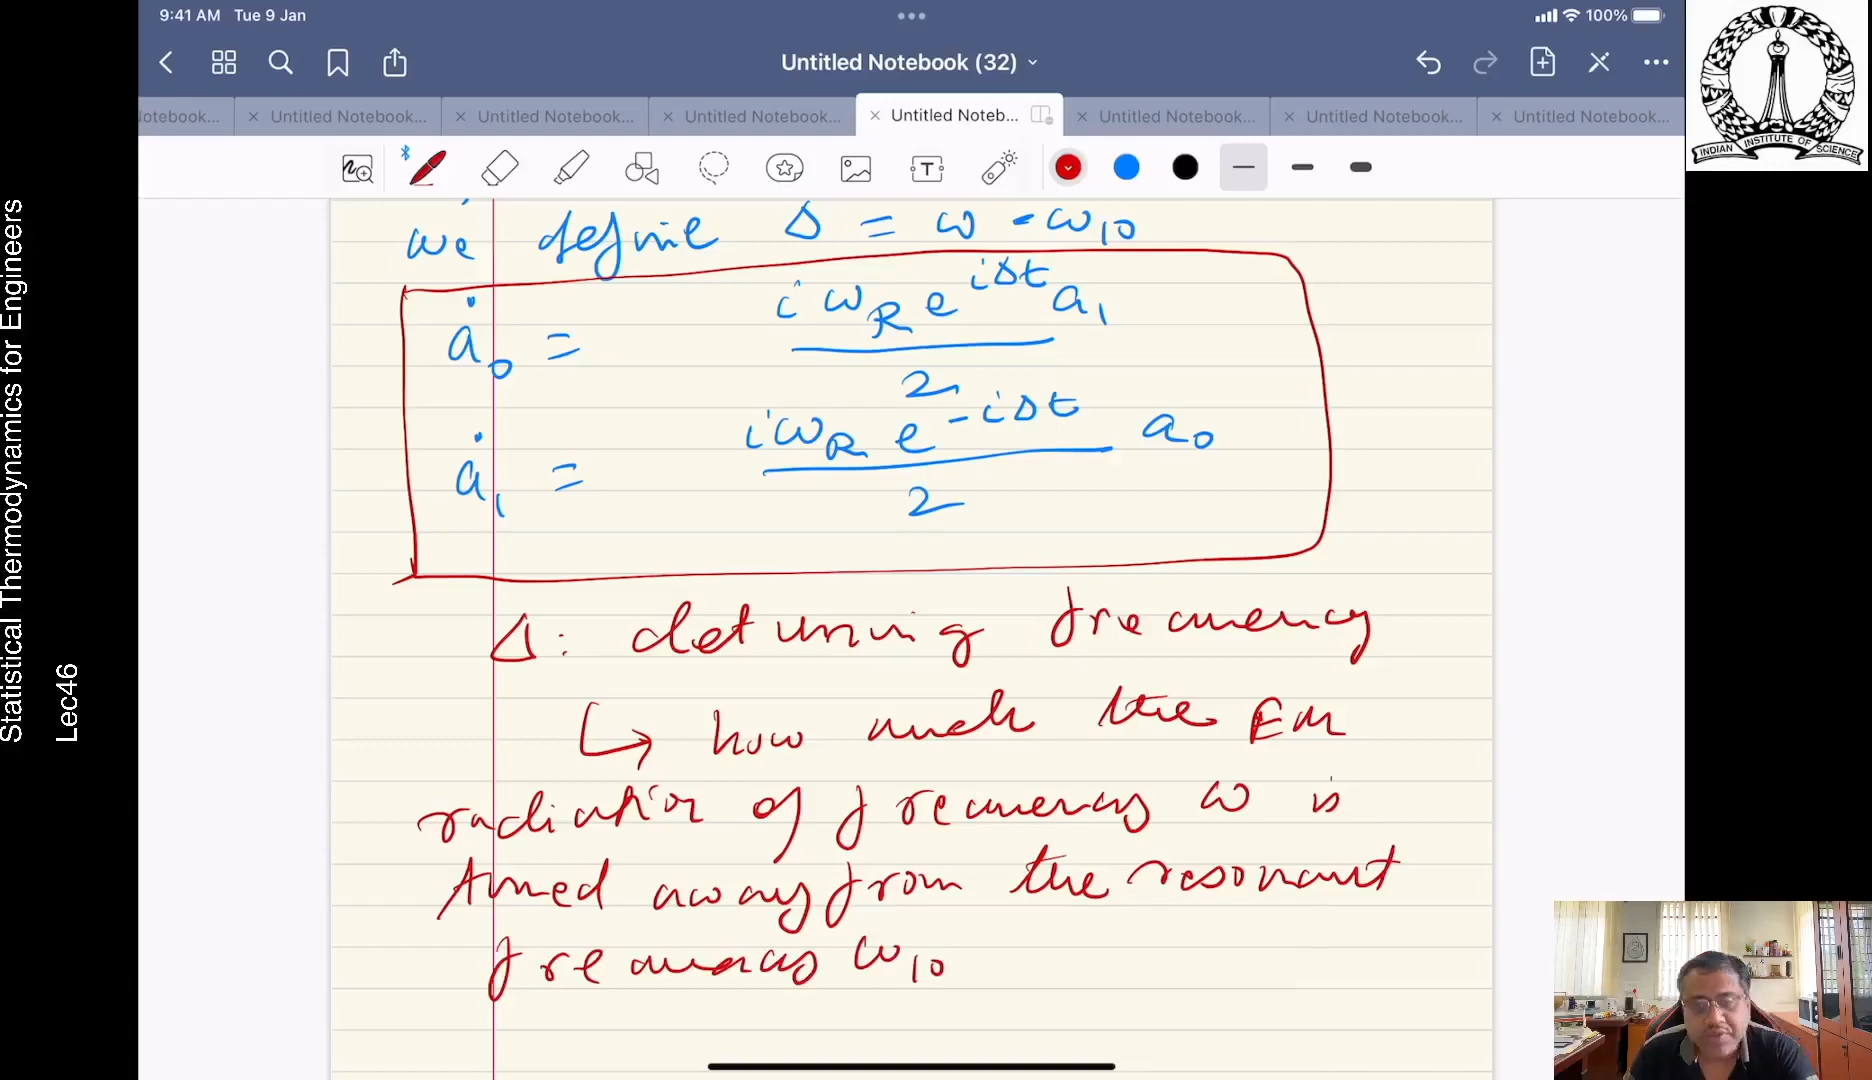 9:41 AM Tue 9 Jan
100%
Untitled Notebook (32)
otebook...
Untitled Notebook...
Untitled Notebook...
Untitled Notebook...
Untitled Noteb...
Untitled Notebook...
Untitled Notebook...
Untitled Notebook...
INDIAN INSTITUTE OF SCIENCE
Statistical Thermodynamics for Engineers
Lec46
we define Δ = ω - ω₁₀
ȧ₀ = iω_R e^{iΔt} a₁ / 2
ȧ₁ = iω_R e^{-iΔt} / 2 a₀
Δ: detuning frequency
↳ how much the EM
radiation of frequency ω is
tuned away from the resonant
frequency ω₁₀